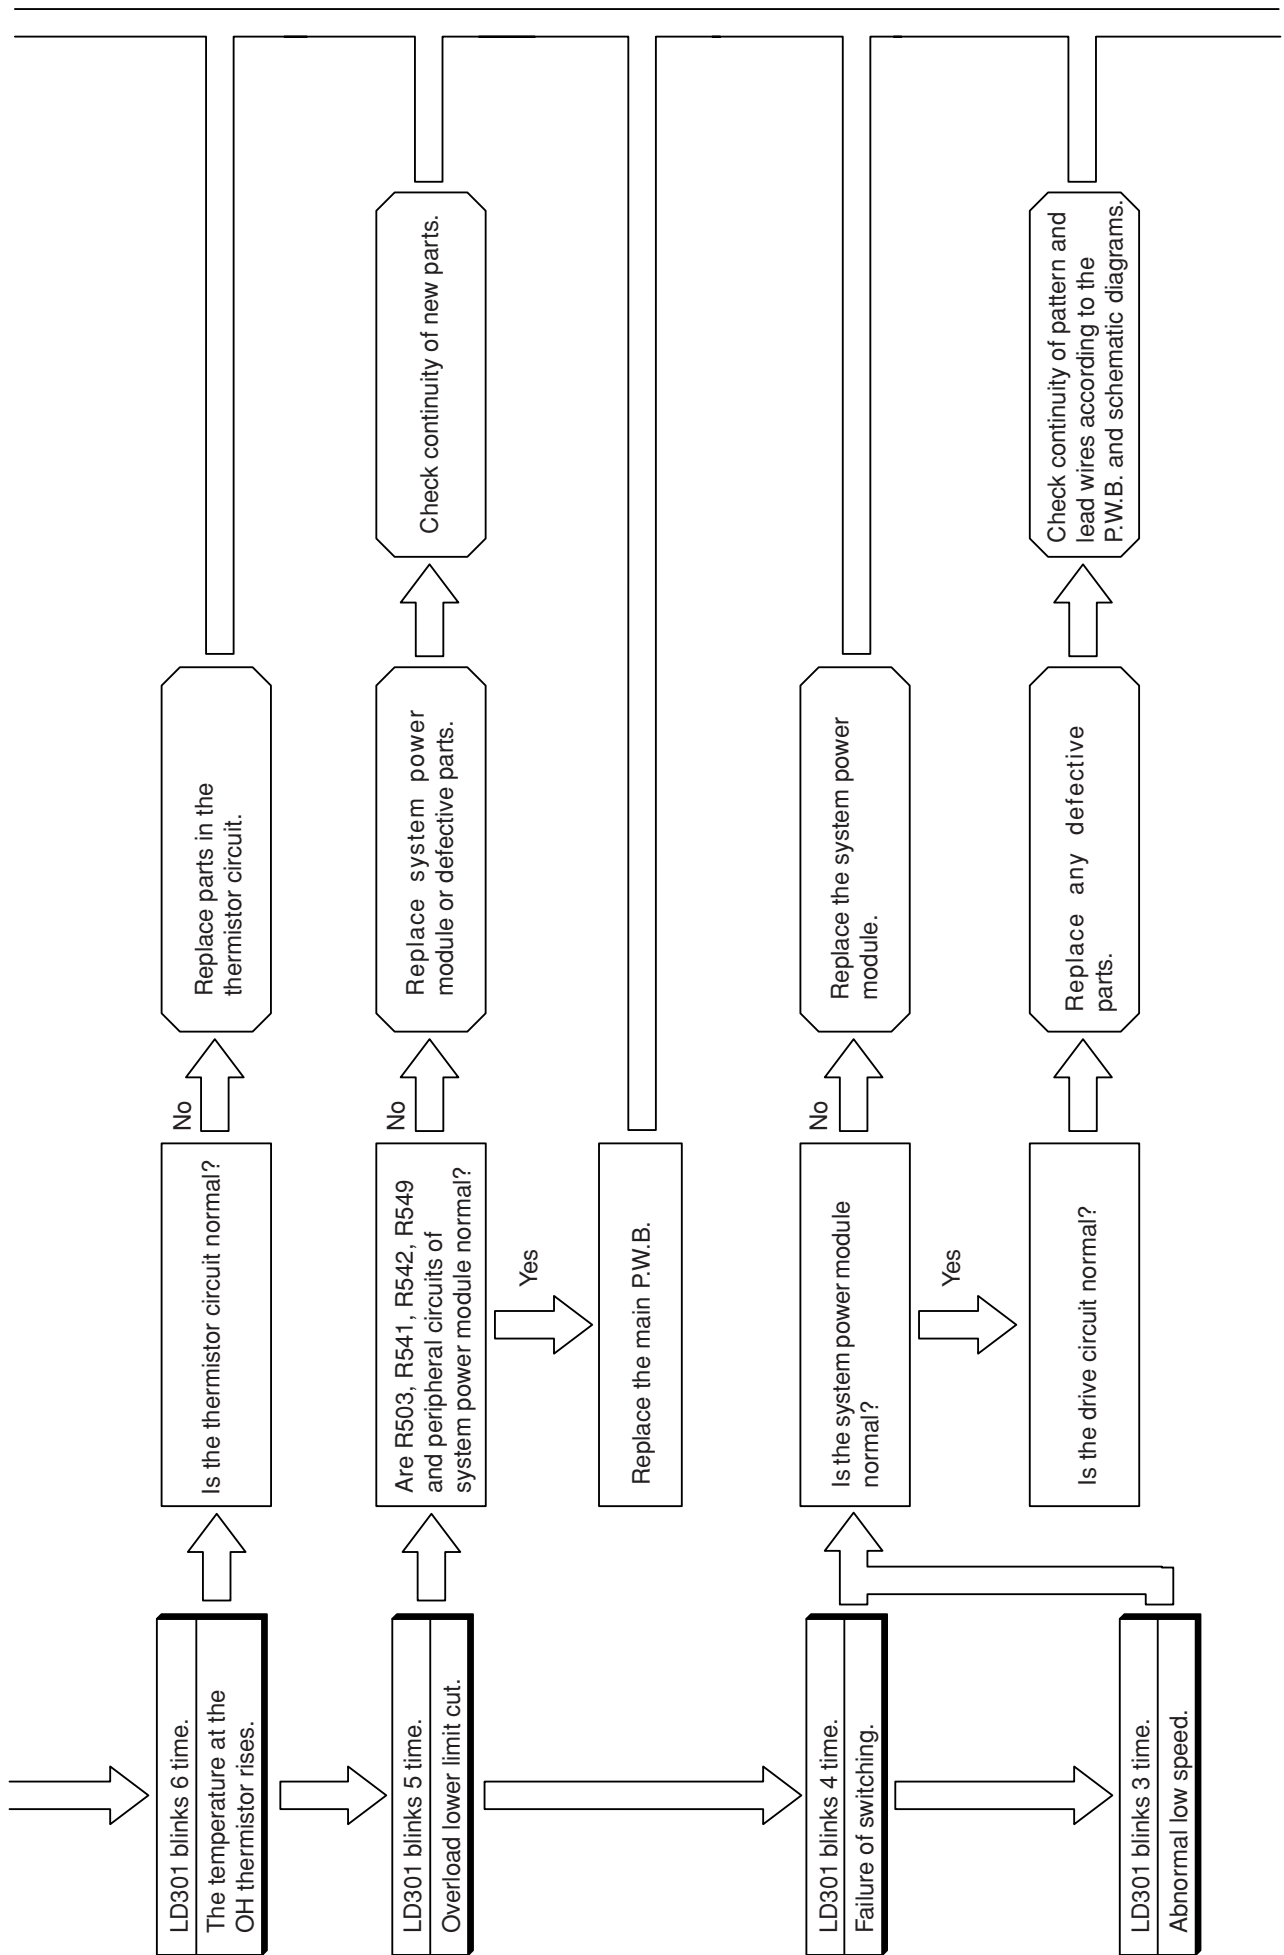 LD301 blinks 6 time.
The temperature at the
OH thermistor rises.
Is the thermistor circuit normal?
No
Replace parts in the
thermistor circuit.
LD301 blinks 5 time.
Overload lower limit cut.
Are R503, R541, R542, R549
and peripheral circuits of
system power module normal?
No
Replace system power
module or defective parts.
Check continuity of new parts.
Yes
Replace the main P.W.B.
LD301 blinks 4 time.
Failure of switching.
Is the system power module
normal?
No
Replace the system power
module.
Yes
LD301 blinks 3 time.
Abnormal low speed.
Is the drive circuit normal?
Replace any defective
parts.
Check continuity of pattern and
lead wires according to the
P.W.B. and schematic diagrams.